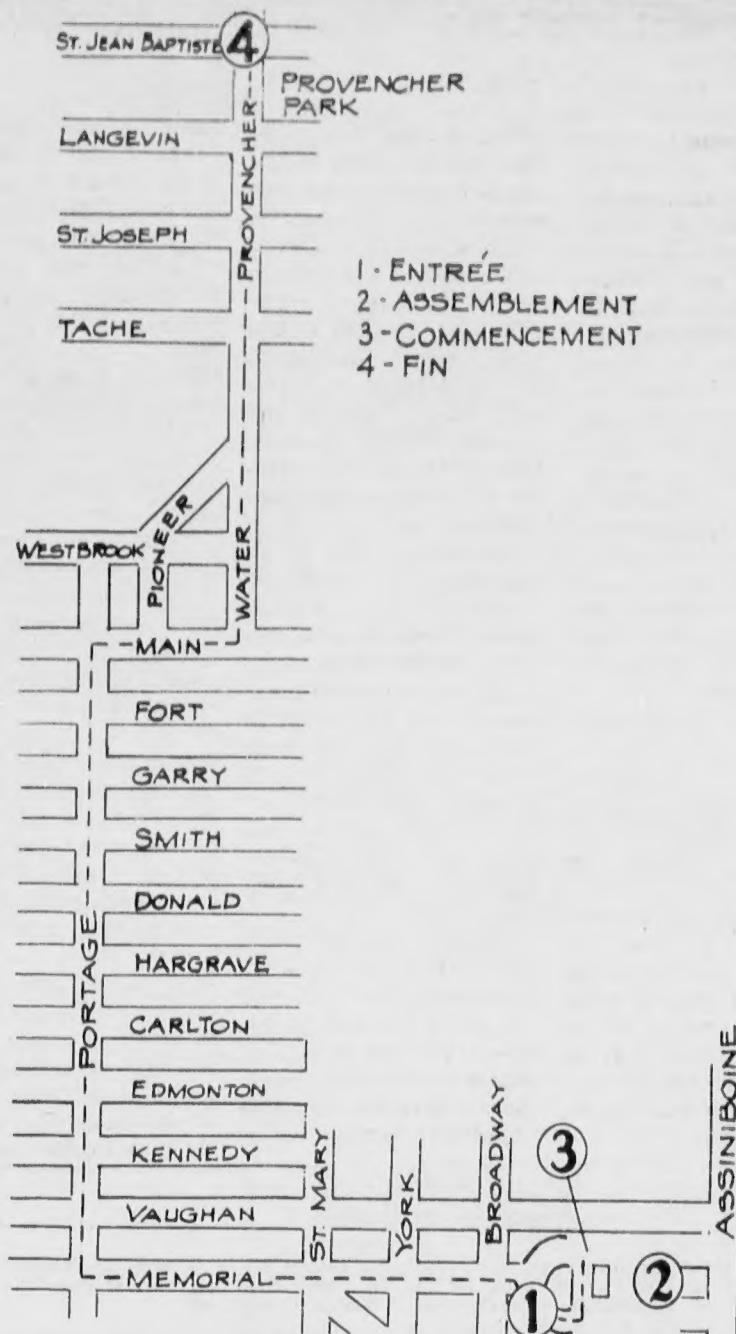 ST. JEAN BAPTISTE
4
PROVENCHER
PARK
LANGEVIN
PROVENCHER
ST. JOSEPH
1 - ENTRÉE
2 - ASSEMBLEMENT
3 - COMMENCEMENT
4 - FIN
TACHE
PIONEER
WATER
WESTBROOK
MAIN
FORT
GARRY
SMITH
DONALD
PORTAGE
HARGRAVE
CARLTON
EDMONTON
KENNEDY
VAUGHAN
MEMORIAL
ST. MARY
YORK
BROADWAY
ASSINIBOINE
3
2
1